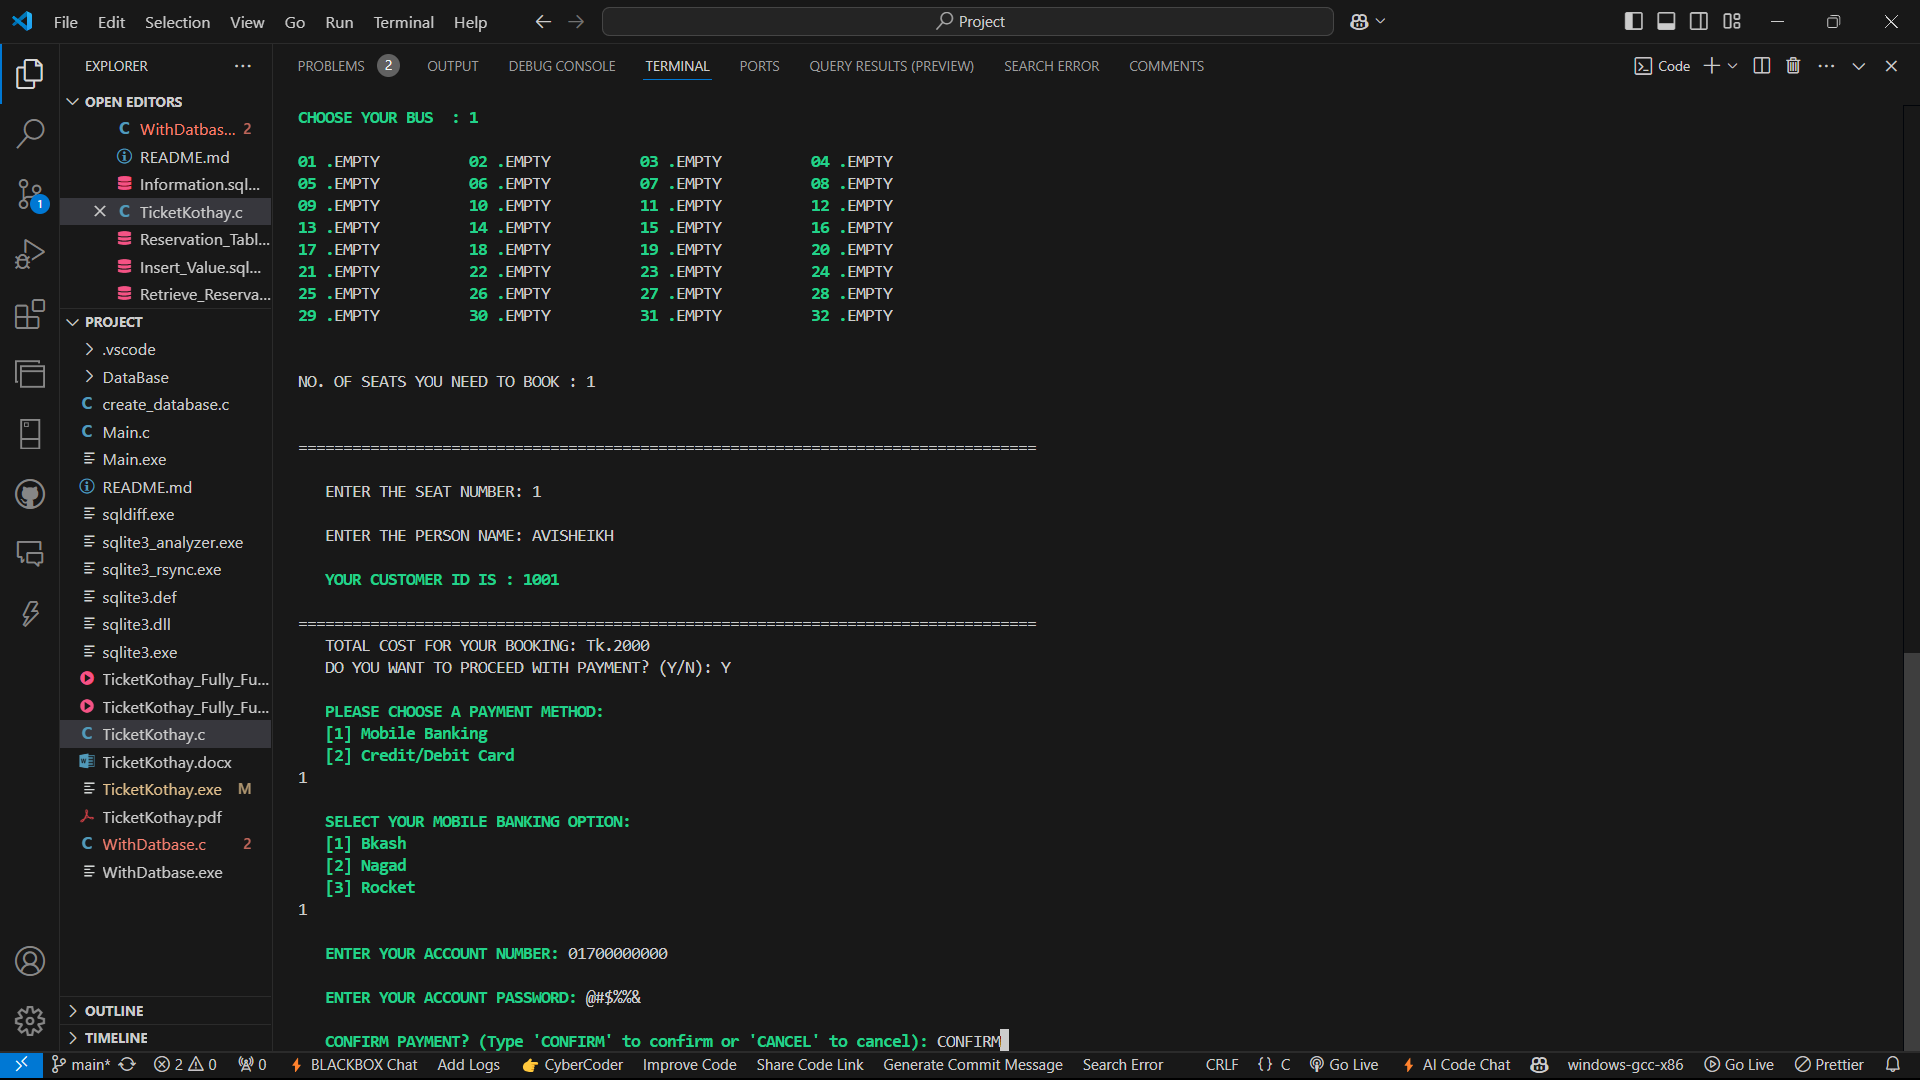 File Edit Selection View Go Run Terminal Help
Project
EXPLORER
OPEN EDITORS
WithDatbas... 2
README.md
Information.sql...
TicketKothay.c
Reservation_Tabl...
Insert_Value.sql...
Retrieve_Reserva...
PROJECT
.vscode
DataBase
create_database.c
Main.c
Main.exe
README.md
sqldiff.exe
sqlite3_analyzer.exe
sqlite3_rsync.exe
sqlite3.def
sqlite3.dll
sqlite3.exe
TicketKothay_Fully_Fu...
TicketKothay_Fully_Fu...
TicketKothay.c
TicketKothay.docx
TicketKothay.exe M
TicketKothay.pdf
WithDatbase.c 2
WithDatbase.exe
OUTLINE
TIMELINE
1
PROBLEMS 2 OUTPUT DEBUG CONSOLE TERMINAL PORTS QUERY RESULTS (PREVIEW) SEARCH ERROR COMMENTS
Code
CHOOSE YOUR BUS : 1
01 .EMPTY 02 .EMPTY 03 .EMPTY 04 .EMPTY
05 .EMPTY 06 .EMPTY 07 .EMPTY 08 .EMPTY
09 .EMPTY 10 .EMPTY 11 .EMPTY 12 .EMPTY
13 .EMPTY 14 .EMPTY 15 .EMPTY 16 .EMPTY
17 .EMPTY 18 .EMPTY 19 .EMPTY 20 .EMPTY
21 .EMPTY 22 .EMPTY 23 .EMPTY 24 .EMPTY
25 .EMPTY 26 .EMPTY 27 .EMPTY 28 .EMPTY
29 .EMPTY 30 .EMPTY 31 .EMPTY 32 .EMPTY
NO. OF SEATS YOU NEED TO BOOK : 1
==================================================================================
ENTER THE SEAT NUMBER: 1
ENTER THE PERSON NAME: AVISHEIKH
YOUR CUSTOMER ID IS : 1001
==================================================================================
TOTAL COST FOR YOUR BOOKING: Tk.2000
DO YOU WANT TO PROCEED WITH PAYMENT? (Y/N): Y
PLEASE CHOOSE A PAYMENT METHOD:
[1] Mobile Banking
[2] Credit/Debit Card
1
SELECT YOUR MOBILE BANKING OPTION:
[1] Bkash
[2] Nagad
[3] Rocket
1
ENTER YOUR ACCOUNT NUMBER: 01700000000
ENTER YOUR ACCOUNT PASSWORD: @#$%%&
CONFIRM PAYMENT? (Type 'CONFIRM' to confirm or 'CANCEL' to cancel): CONFIRM
main* 2 0 0 BLACKBOX Chat Add Logs CyberCoder Improve Code Share Code Link Generate Commit Message Search Error CRLF {} C Go Live AI Code Chat windows-gcc-x86 Go Live Prettier